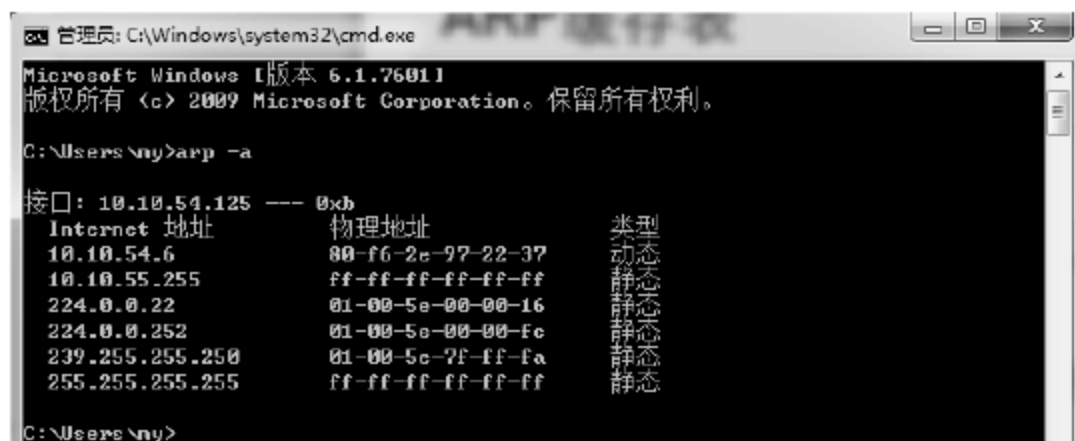 ARP缓存表
管理员: C:\Windows\system32\cmd.exe
Microsoft Windows [版本 6.1.7601]
版权所有 (c) 2009 Microsoft Corporation。保留所有权利。
C:\Users\ny>arp -a
接口: 10.10.54.125 --- 0xb
Internet 地址 物理地址 类型
10.10.54.6 80-f6-2e-97-22-37 动态
10.10.55.255 ff-ff-ff-ff-ff-ff 静态
224.0.0.22 01-00-5e-00-00-16 静态
224.0.0.252 01-00-5e-00-00-fc 静态
239.255.255.250 01-00-5e-7f-ff-fa 静态
255.255.255.255 ff-ff-ff-ff-ff-ff 静态
C:\Users\ny>